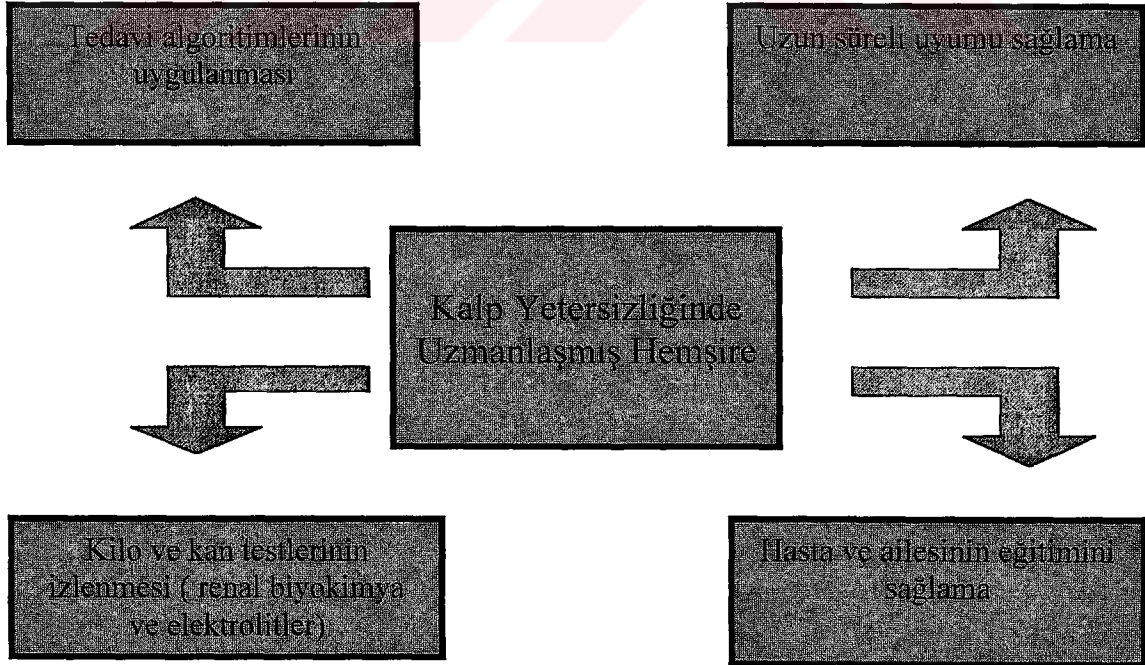 Tedavi algoritimlerinin
uygulanması
Uzun süreli uyumu sağlama
Kalp Yetersizliğinde
Uzmanlaşmış Hemşire
Kilo ve kan testlerinin
izlenmesi ( renal biyokimya
ve elektrolitler)
Hasta ve ailesinin eğitimini
sağlama